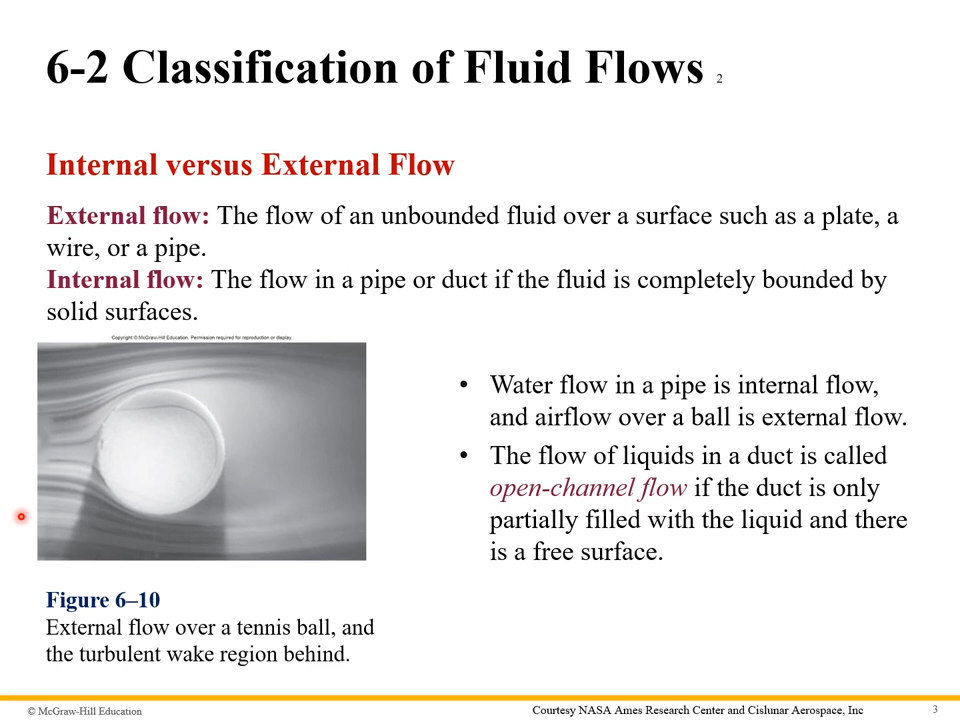 6-2 Classification of Fluid Flows 2
Internal versus External Flow
External flow: The flow of an unbounded fluid over a surface such as a plate, a
wire, or a pipe.
Internal flow: The flow in a pipe or duct if the fluid is completely bounded by
solid surfaces.
Copyright © McGraw-Hill Education. Permission required for reproduction or display.
• Water flow in a pipe is internal flow,
and airflow over a ball is external flow.
• The flow of liquids in a duct is called
open-channel flow if the duct is only
partially filled with the liquid and there
is a free surface.
Figure 6–10
External flow over a tennis ball, and
the turbulent wake region behind.
© McGraw-Hill Education
Courtesy NASA Ames Research Center and Cislunar Aerospace, Inc
3